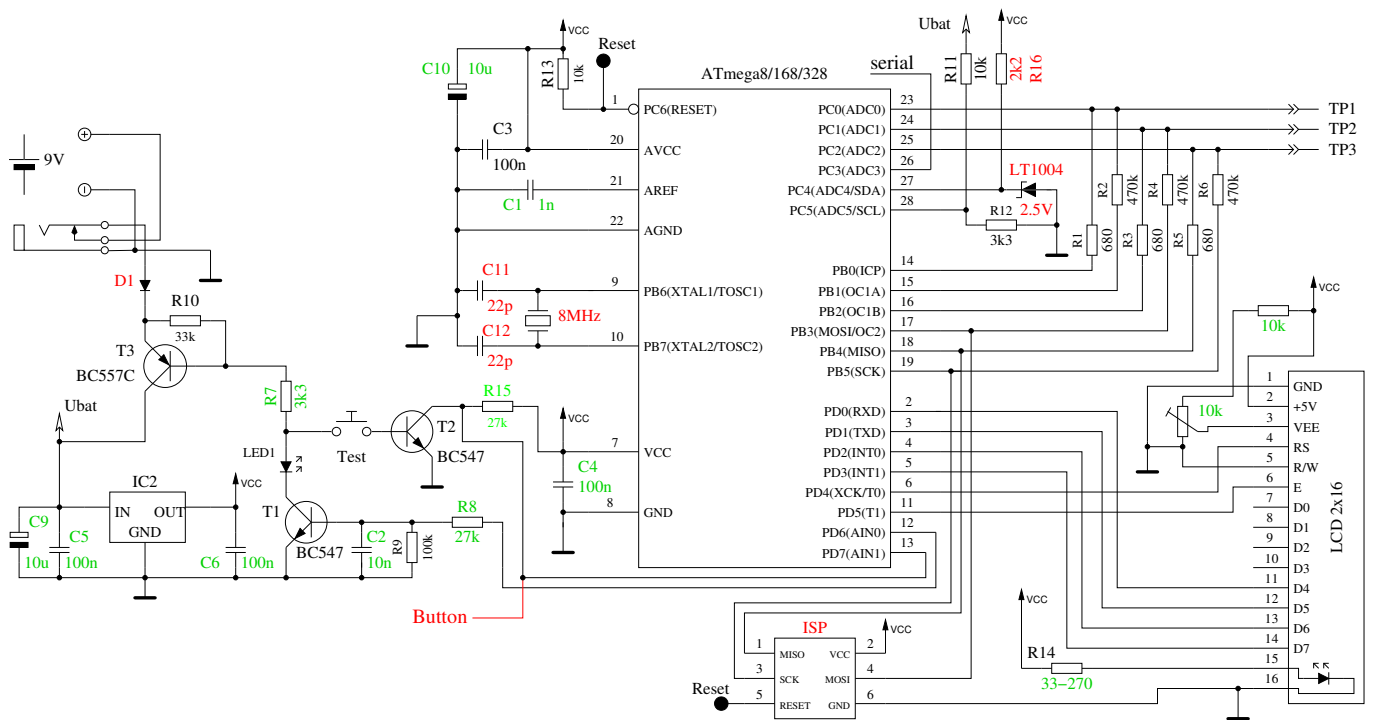 C10
10u
VCC
R13
10k
Reset
ATmega8/168/328
serial
Ubat
R11
10k
VCC
2k2
R16
9V
C3
100n
C1
1n
1
20
21
22
9
10
7
8
PC6(RESET)
AVCC
AREF
AGND
PB6(XTAL1/TOSC1)
PB7(XTAL2/TOSC2)
VCC
GND
PC0(ADC0)
PC1(ADC1)
PC2(ADC2)
PC3(ADC3)
PC4(ADC4/SDA)
PC5(ADC5/SCL)
PB0(ICP)
PB1(OC1A)
PB2(OC1B)
PB3(MOSI/OC2)
PB4(MISO)
PB5(SCK)
PD0(RXD)
PD1(TXD)
PD2(INT0)
PD3(INT1)
PD4(XCK/T0)
PD5(T1)
PD6(AIN0)
PD7(AIN1)
23
24
25
26
27
28
14
15
16
17
18
19
2
3
4
5
6
11
12
13
TP1
TP2
TP3
LT1004
2.5V
R12
3k3
R1
680
R2
470k
R3
680
R4
470k
R5
680
R6
470k
C11
22p
8MHz
C12
22p
D1
R10
33k
T3
BC557C
Ubat
R7
3k3
Test
T2
BC547
R15
27k
VCC
C4
100n
LED1
T1
BC547
IC2
IN
OUT
GND
VCC
C9
10u
C5
100n
C6
100n
C2
10n
R9
100k
R8
27k
Button
VCC
10k
10k
1
2
3
4
5
6
7
8
9
10
11
12
13
14
15
16
GND
+5V
VEE
RS
R/W
E
D0
D1
D2
D3
D4
D5
D6
D7
LCD 2x16
VCC
R14
33−270
ISP
VCC
1
3
5
MISO
SCK
RESET
VCC
MOSI
GND
2
4
6
Reset